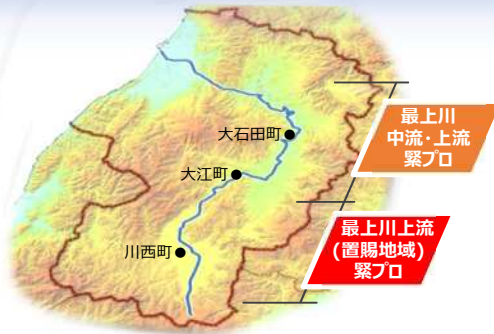 大石田町
大江町
川西町
最上川
中流・上流
緊プロ
最上川上流
(置賜地域)
緊プロ